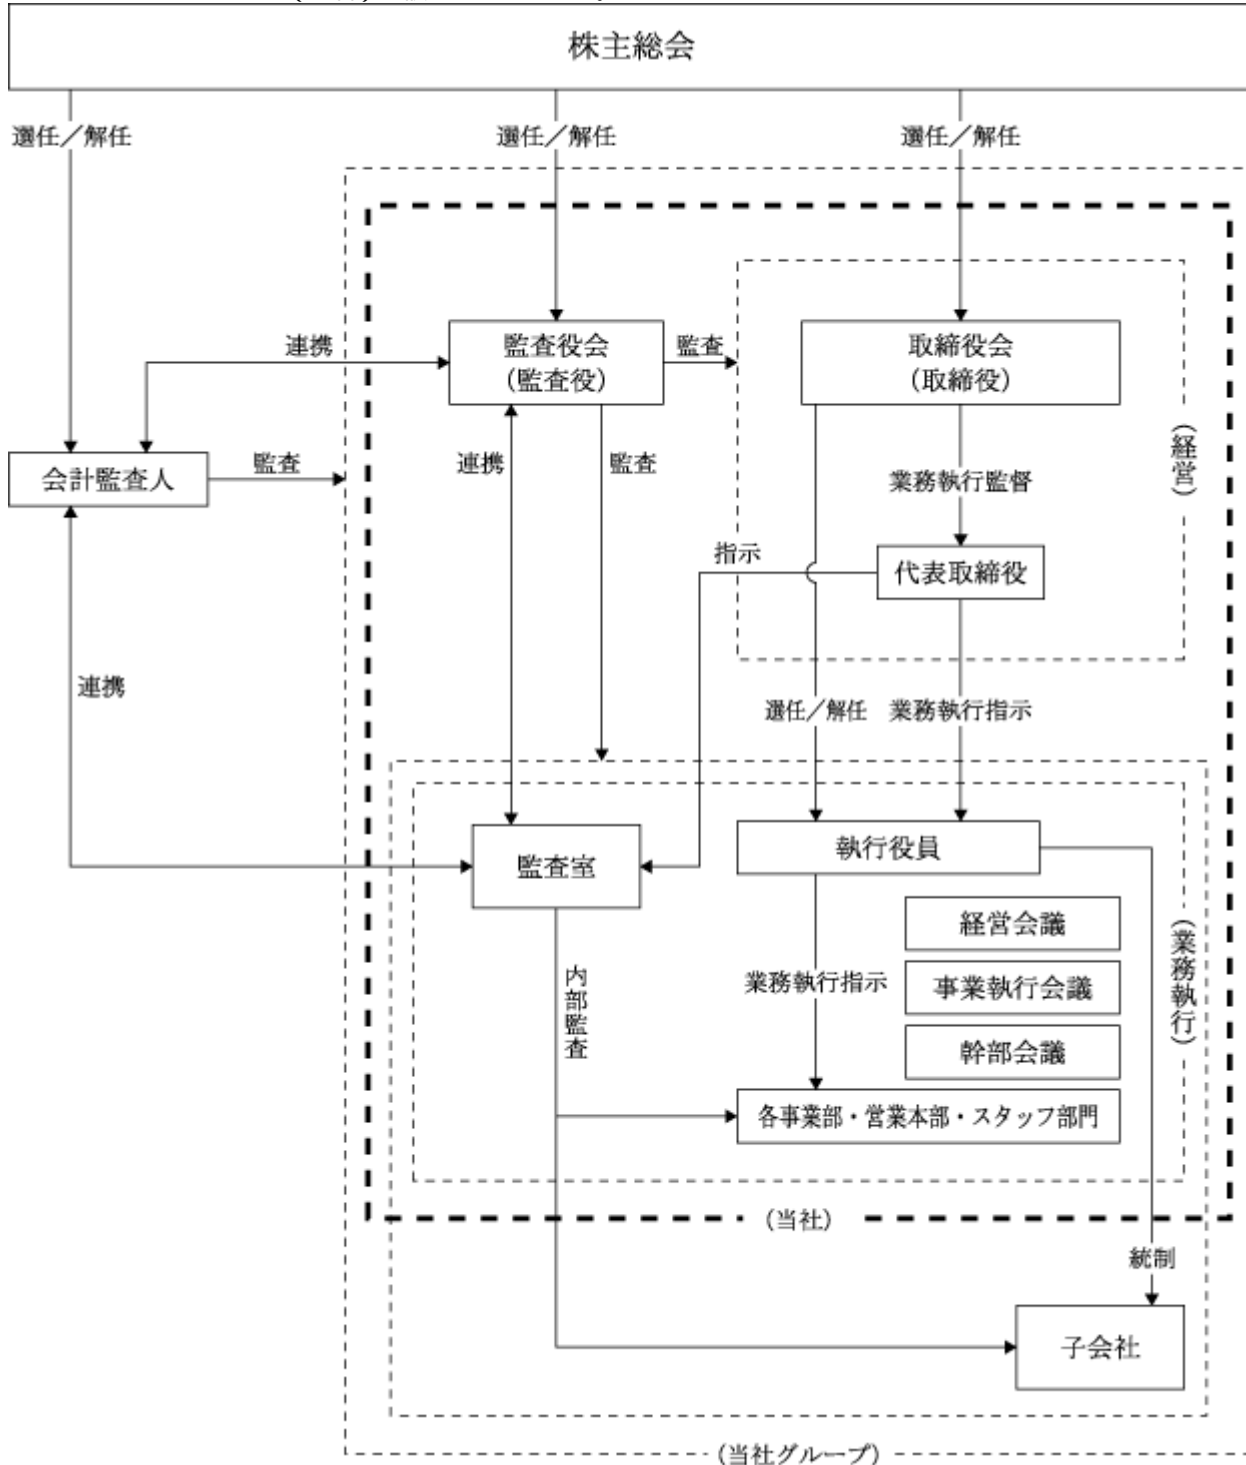 株主総会
選任／解任
選任／解任
選任／解任
連携
監査役会
（監査役）
監査
取締役会
（取締役）
（経営）
会計監査人
監査
連携
監査
業務執行監督
指示
代表取締役
連携
選任／解任
業務執行指示
監査室
執行役員
経営会議
（業務執行）
内部監査
業務執行指示
事業執行会議
幹部会議
各事業部・営業本部・スタッフ部門
（当社）
統制
子会社
（当社グループ）